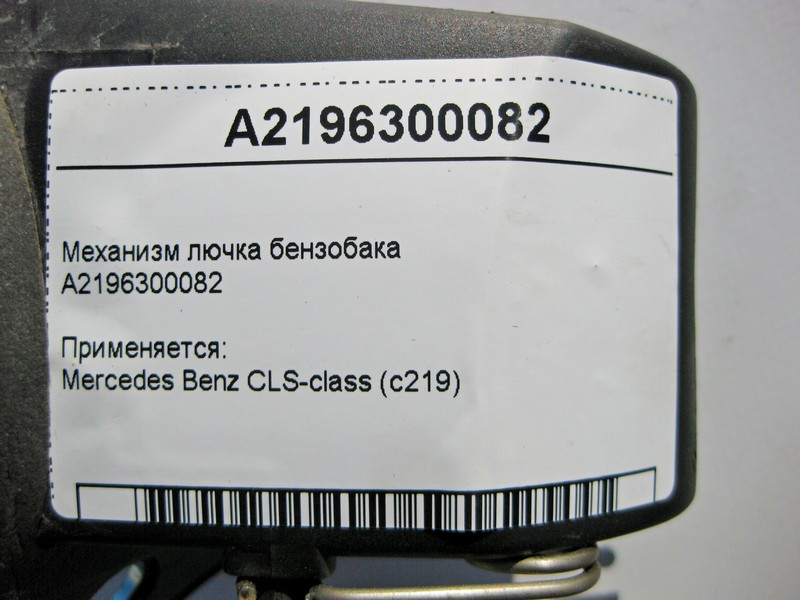 A2196300082
Механизм лючка бензобака
A2196300082
Применяется:
Mercedes Benz CLS-class (c219)